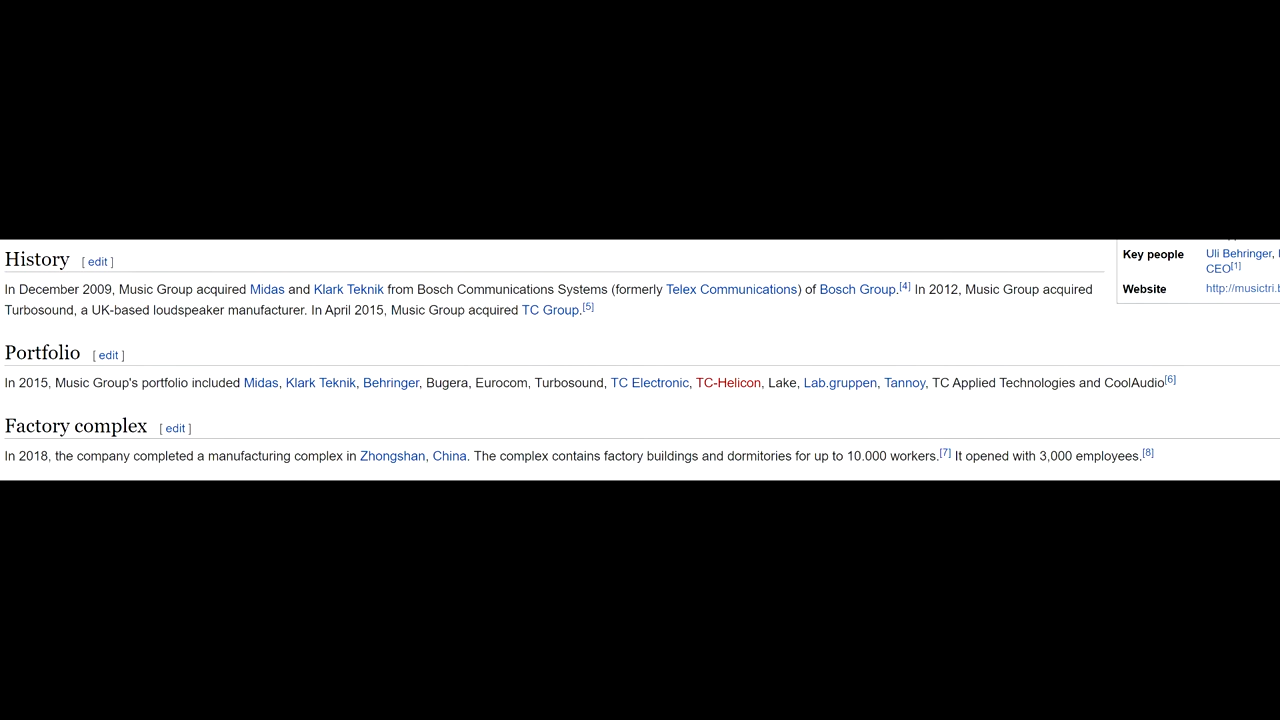 History [ edit ]
Key people Uli Behringer,
CEO[1]
Website http://musictri.b
In December 2009, Music Group acquired Midas and Klark Teknik from Bosch Communications Systems (formerly Telex Communications) of Bosch Group.[4] In 2012, Music Group acquired
Turbosound, a UK-based loudspeaker manufacturer. In April 2015, Music Group acquired TC Group.[5]
Portfolio [ edit ]
In 2015, Music Group's portfolio included Midas, Klark Teknik, Behringer, Bugera, Eurocom, Turbosound, TC Electronic, TC-Helicon, Lake, Lab.gruppen, Tannoy, TC Applied Technologies and CoolAudio[6]
Factory complex [ edit ]
In 2018, the company completed a manufacturing complex in Zhongshan, China. The complex contains factory buildings and dormitories for up to 10.000 workers.[7] It opened with 3,000 employees.[8]